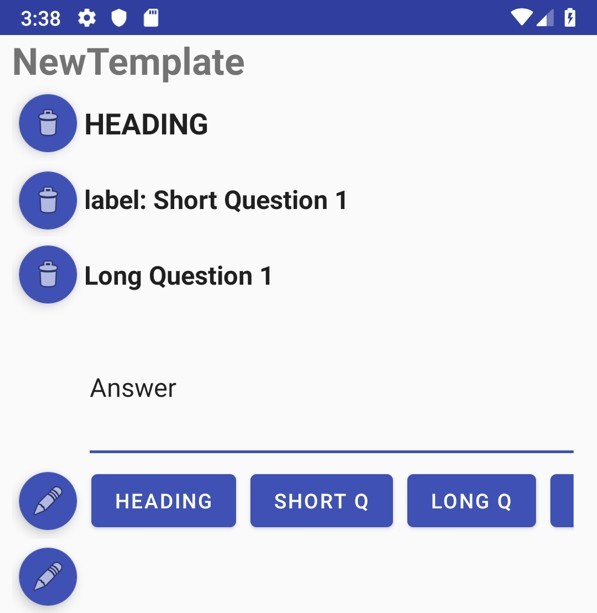 3:38
NewTemplate
HEADING
label: Short Question 1
Long Question 1
Answer
HEADING SHORT Q LONG Q